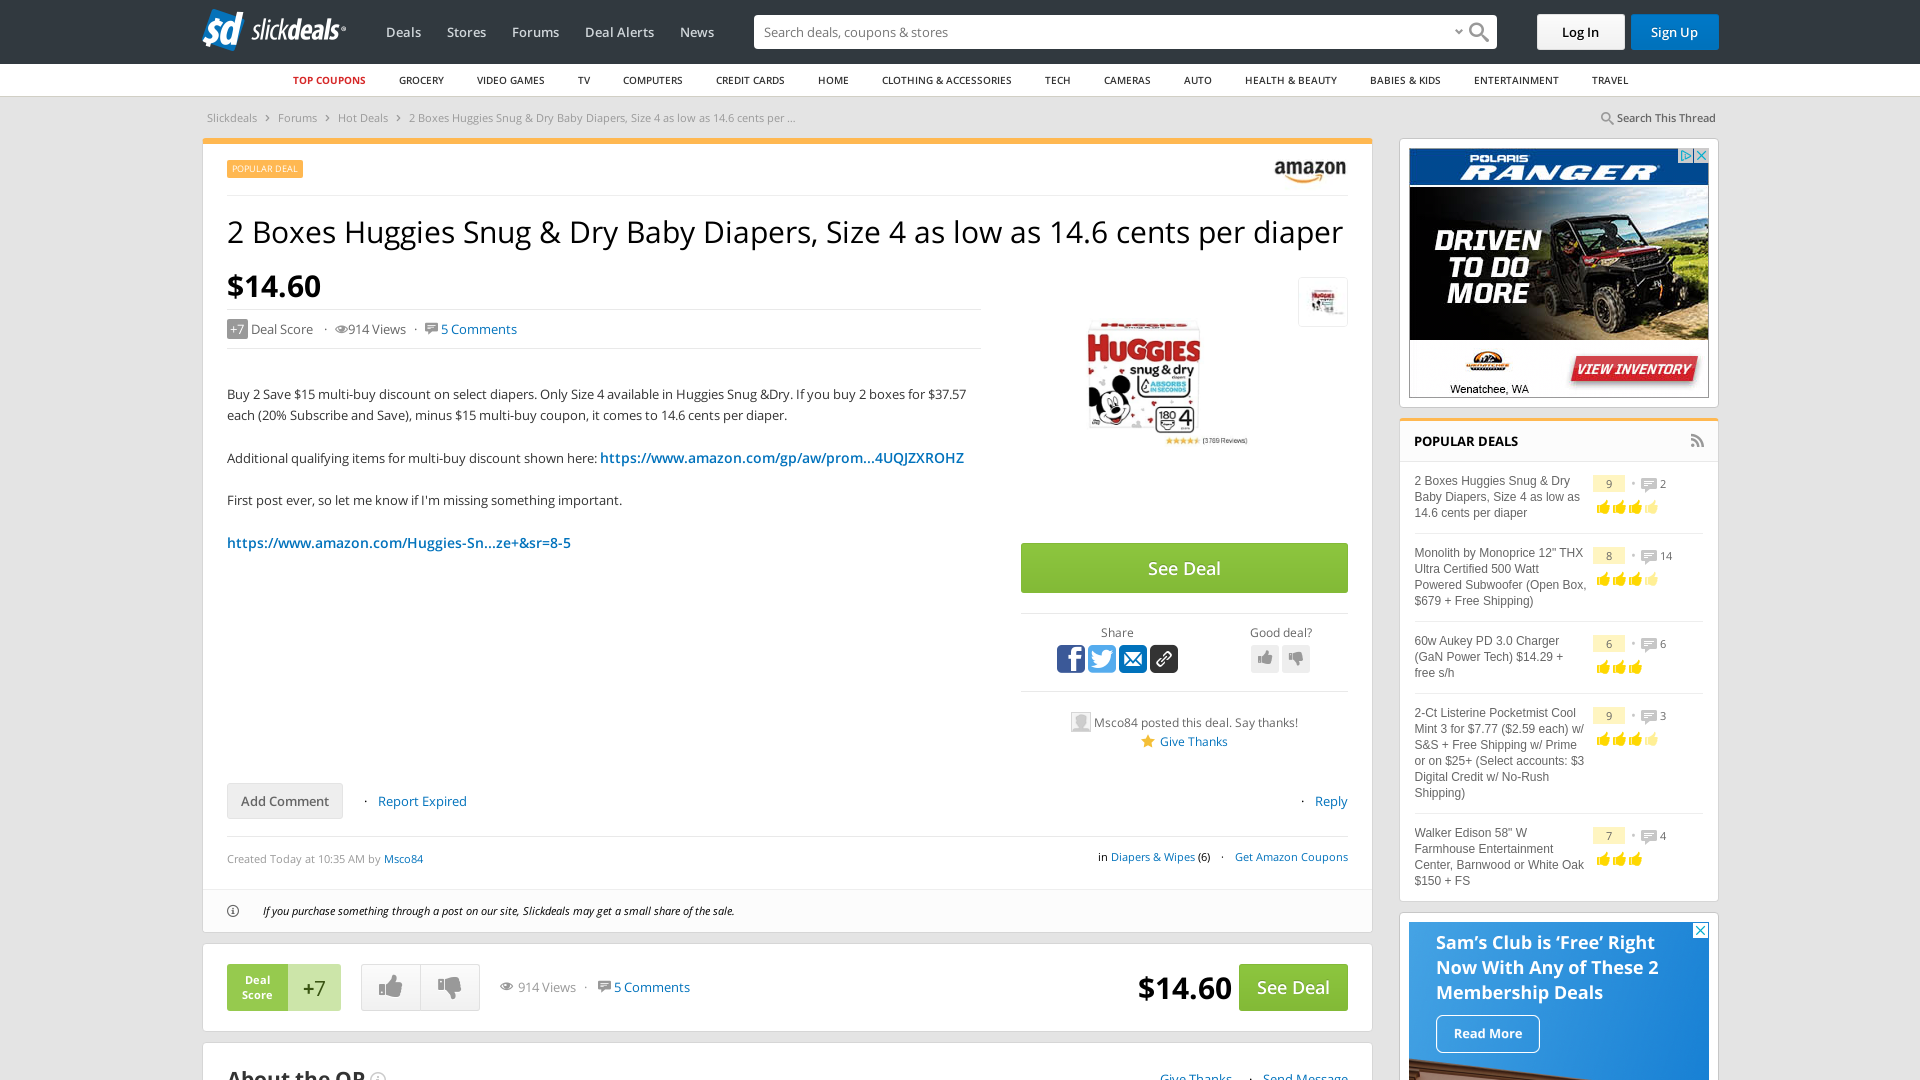 sd slickdeals
Deals Stores Forums Deal Alerts News
Search deals, coupons & stores
Log In Sign Up
TOP COUPONS GROCERY VIDEO GAMES TV COMPUTERS CREDIT CARDS HOME CLOTHING & ACCESSORIES TECH CAMERAS AUTO HEALTH & BEAUTY BABIES & KIDS ENTERTAINMENT TRAVEL
Slickdeals › Forums › Hot Deals › 2 Boxes Huggies Snug & Dry Baby Diapers, Size 4 as low as 14.6 cents per ...
Search This Thread
POPULAR DEAL
amazon
2 Boxes Huggies Snug & Dry Baby Diapers, Size 4 as low as 14.6 cents per diaper
$14.60
+7 Deal Score · 914 Views · 5 Comments
Buy 2 Save $15 multi-buy discount on select diapers. Only Size 4 available in Huggies Snug &Dry. If you buy 2 boxes for $37.57
each (20% Subscribe and Save), minus $15 multi-buy coupon, it comes to 14.6 cents per diaper.
Additional qualifying items for multi-buy discount shown here: https://www.amazon.com/gp/aw/prom...4UQJZXROHZ
First post ever, so let me know if I'm missing something important.
https://www.amazon.com/Huggies-Sn...ze+&sr=8-5
HUGGIES
snug & dry
ABSORBS
IN SECONDS
180 4
(3769 Reviews)
See Deal
Share
Good deal?
Msco84 posted this deal. Say thanks!
Give Thanks
Add Comment · Report Expired
· Reply
Created Today at 10:35 AM by Msco84
in Diapers & Wipes (6) · Get Amazon Coupons
If you purchase something through a post on our site, Slickdeals may get a small share of the sale.
Deal
Score
+7
914 Views · 5 Comments
$14.60
See Deal
About the OP
Give Thanks · Send Message
POLARIS
RANGER
DRIVEN
TO DO
MORE
Wenatchee, WA
VIEW INVENTORY
POPULAR DEALS
2 Boxes Huggies Snug & Dry
Baby Diapers, Size 4 as low as
14.6 cents per diaper
9 · 2
Monolith by Monoprice 12" THX
Ultra Certified 500 Watt
Powered Subwoofer (Open Box,
$679 + Free Shipping)
8 · 14
60w Aukey PD 3.0 Charger
(GaN Power Tech) $14.29 +
free s/h
6 · 6
2-Ct Listerine Pocketmist Cool
Mint 3 for $7.77 ($2.59 each) w/
S&S + Free Shipping w/ Prime
or on $25+ (Select accounts: $3
Digital Credit w/ No-Rush
Shipping)
9 · 3
Walker Edison 58" W
Farmhouse Entertainment
Center, Barnwood or White Oak
$150 + FS
7 · 4
Sam's Club is ‘Free’ Right
Now With Any of These 2
Membership Deals
Read More